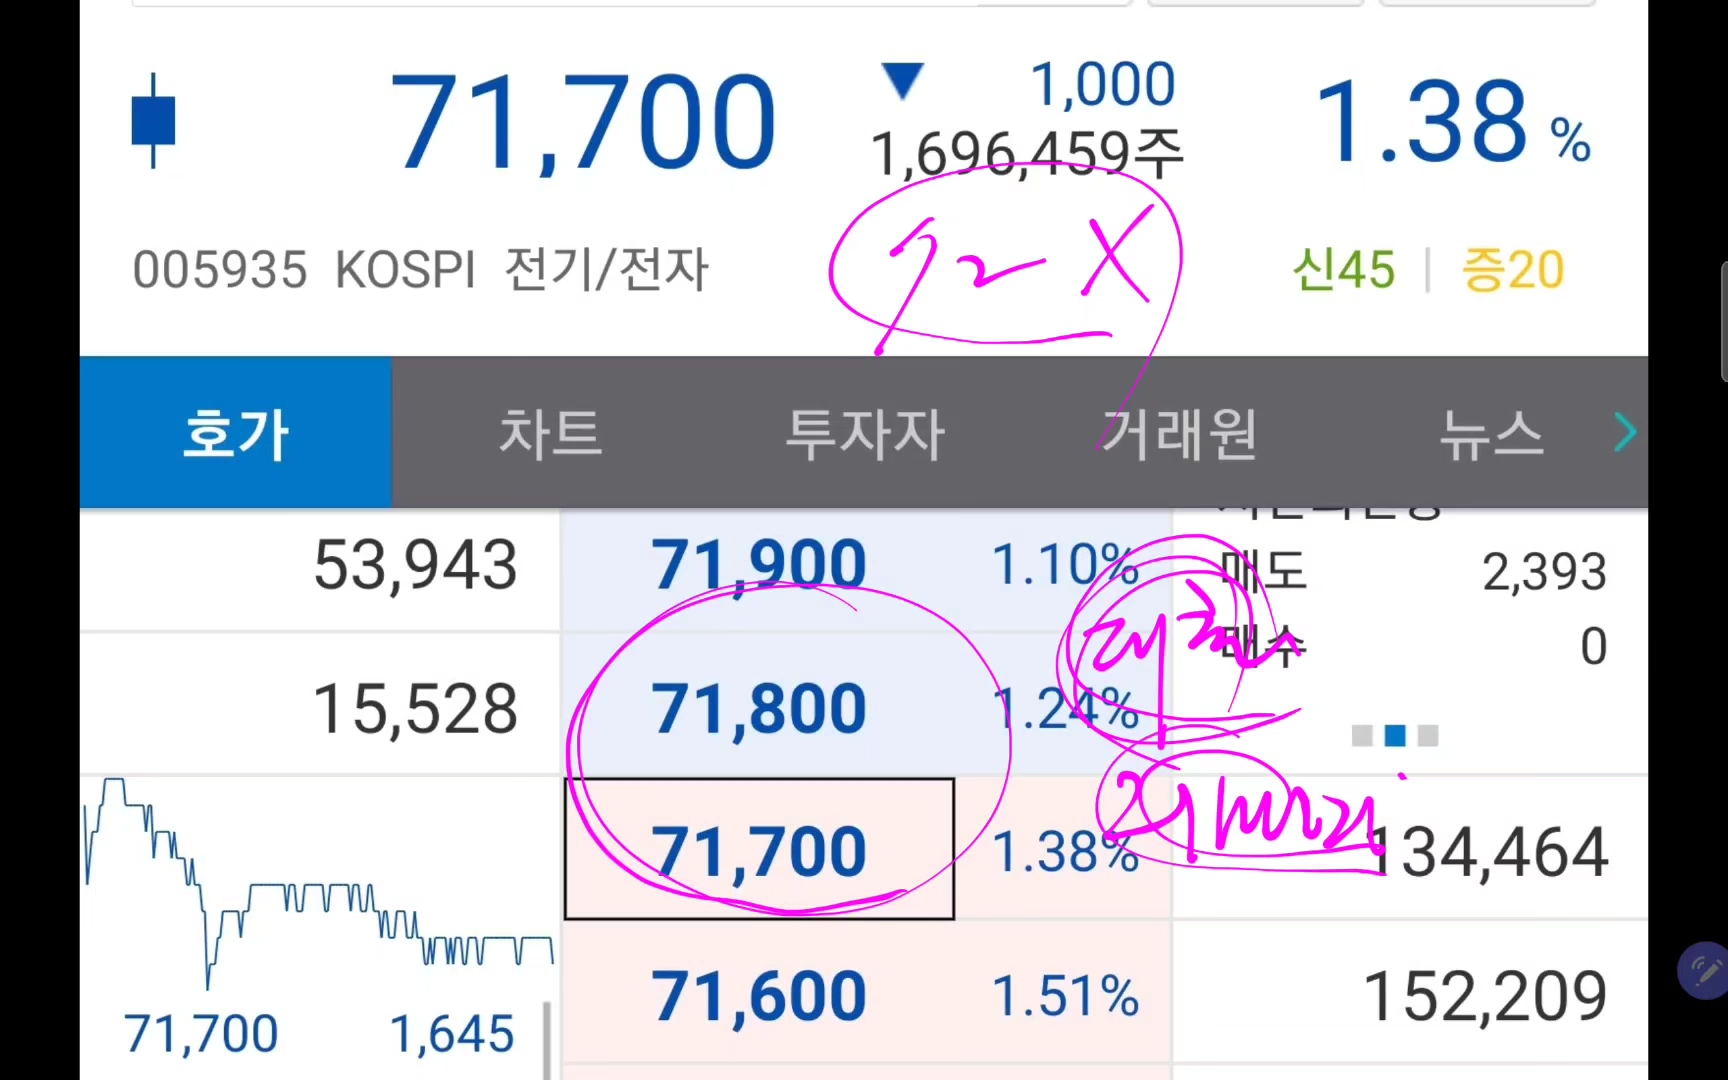 71,700 ▼ 1,000 1.38 %
1,696,459주
005935 KOSPI 전기/전자 신45 | 증20
호가 차트 투자자 거래원 뉴스 >
53,943 71,900 1.10% 매도 2,393
매수 0
15,528 71,800 1.24%
71,700 1.38% 134,464
71,600 1.51% 152,209
71,700 1,645